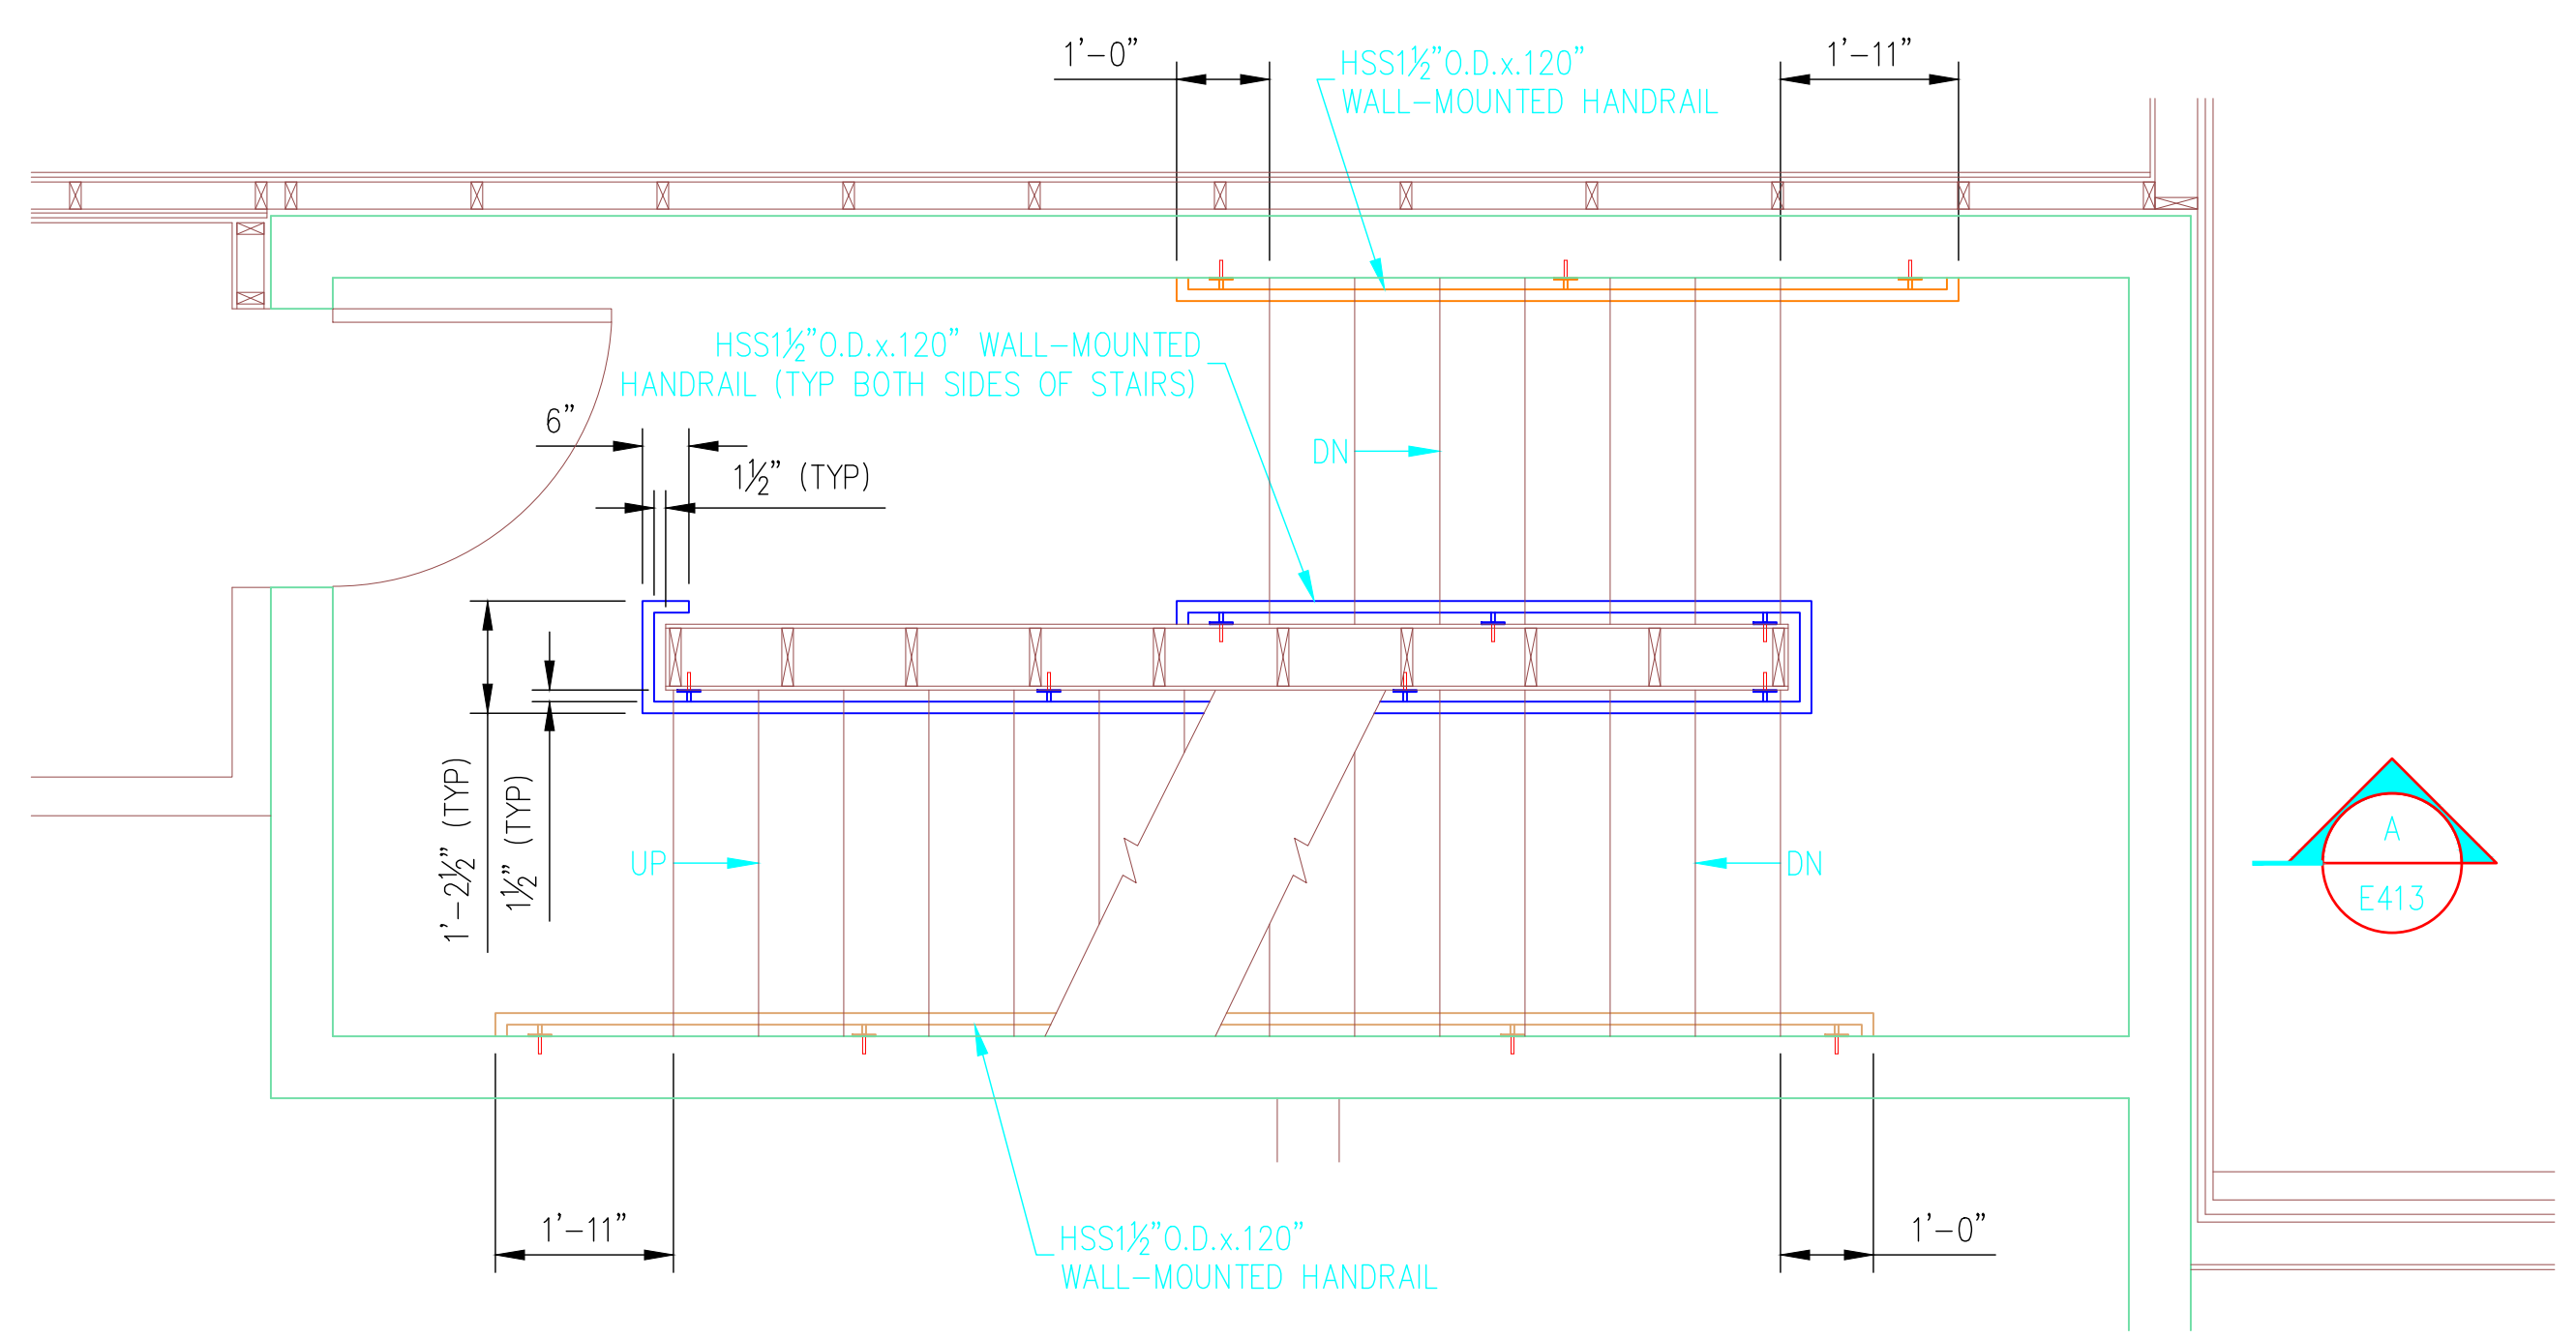 1'-0"
HSS1½"O.D.x.120"
WALL-MOUNTED HANDRAIL
1'-11"
HSS1½"O.D.x.120" WALL-MOUNTED
HANDRAIL (TYP BOTH SIDES OF STAIRS)
6"
1½" (TYP)
DN
1'-2½" (TYP)
1½" (TYP)
UP
DN
A
E413
1'-11"
HSS1½"O.D.x.120"
WALL-MOUNTED HANDRAIL
1'-0"